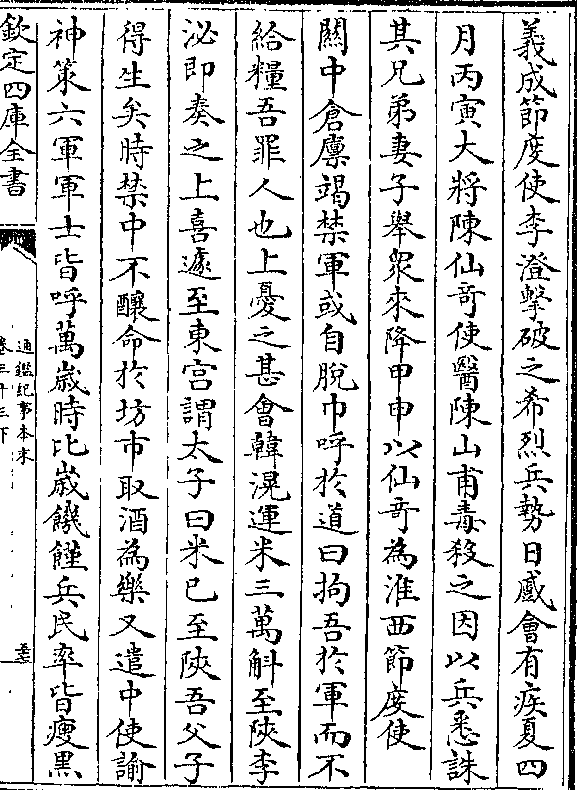 義成節度使李澄擊破之希烈兵勢日蹙會有疾夏四
月丙寅大將陳仙奇使醫陳山甫毒殺之因以兵悉誅
其兄弟妻子舉衆來降甲申以仙奇為淮西節度使
關中倉廪竭禁軍或自脫巾呼於道曰拘吾於軍而不
給糧吾罪人也上憂之甚會韓滉運米三萬斛至陜李
泌即奏之上喜遽至東宫謂太子曰米已至陜吾父子
得生矣時禁中不釀命於坊市取酒為樂又遣中使諭
神策六軍軍士皆呼萬嵗時比嵗饑饉兵民率皆瘦黑
欽定四庫全書
通鑑紀事本末
卷三十三下